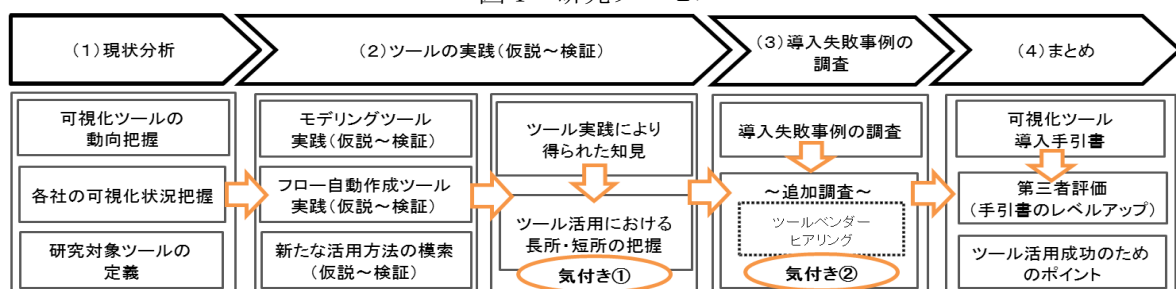 (1)現状分析
(2)ツールの実践(仮説～検証)
(3)導入失敗事例の
調査
(4)まとめ
可視化ツールの
動向把握
各社の可視化状況把握
研究対象ツールの
定義
モデリングツール
実践(仮説～検証)
フロー自動作成ツール
実践(仮説～検証)
新たな活用方法の模索
(仮説～検証)
ツール実践により
得られた知見
ツール活用における
長所・短所の把握
気付き①
導入失敗事例の調査
～追加調査～
ツールベンダー
ヒアリング
気付き②
可視化ツール
導入手引書
第三者評価
(手引書のレベルアップ)
ツール活用成功のため
のポイント